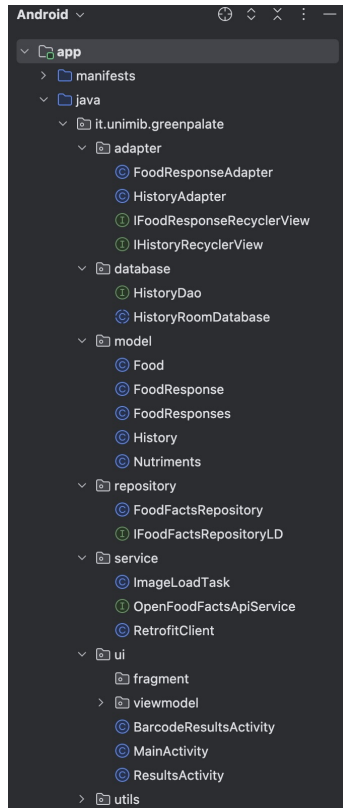 Android
app
manifests
java
it.unimib.greenpalate
adapter
FoodResponseAdapter
HistoryAdapter
IFoodResponseRecyclerView
IHistoryRecyclerView
database
HistoryDao
HistoryRoomDatabase
model
Food
FoodResponse
FoodResponses
History
Nutriments
repository
FoodFactsRepository
IFoodFactsRepositoryLD
service
ImageLoadTask
OpenFoodFactsApiService
RetrofitClient
ui
fragment
viewmodel
BarcodeResultsActivity
MainActivity
ResultsActivity
utils